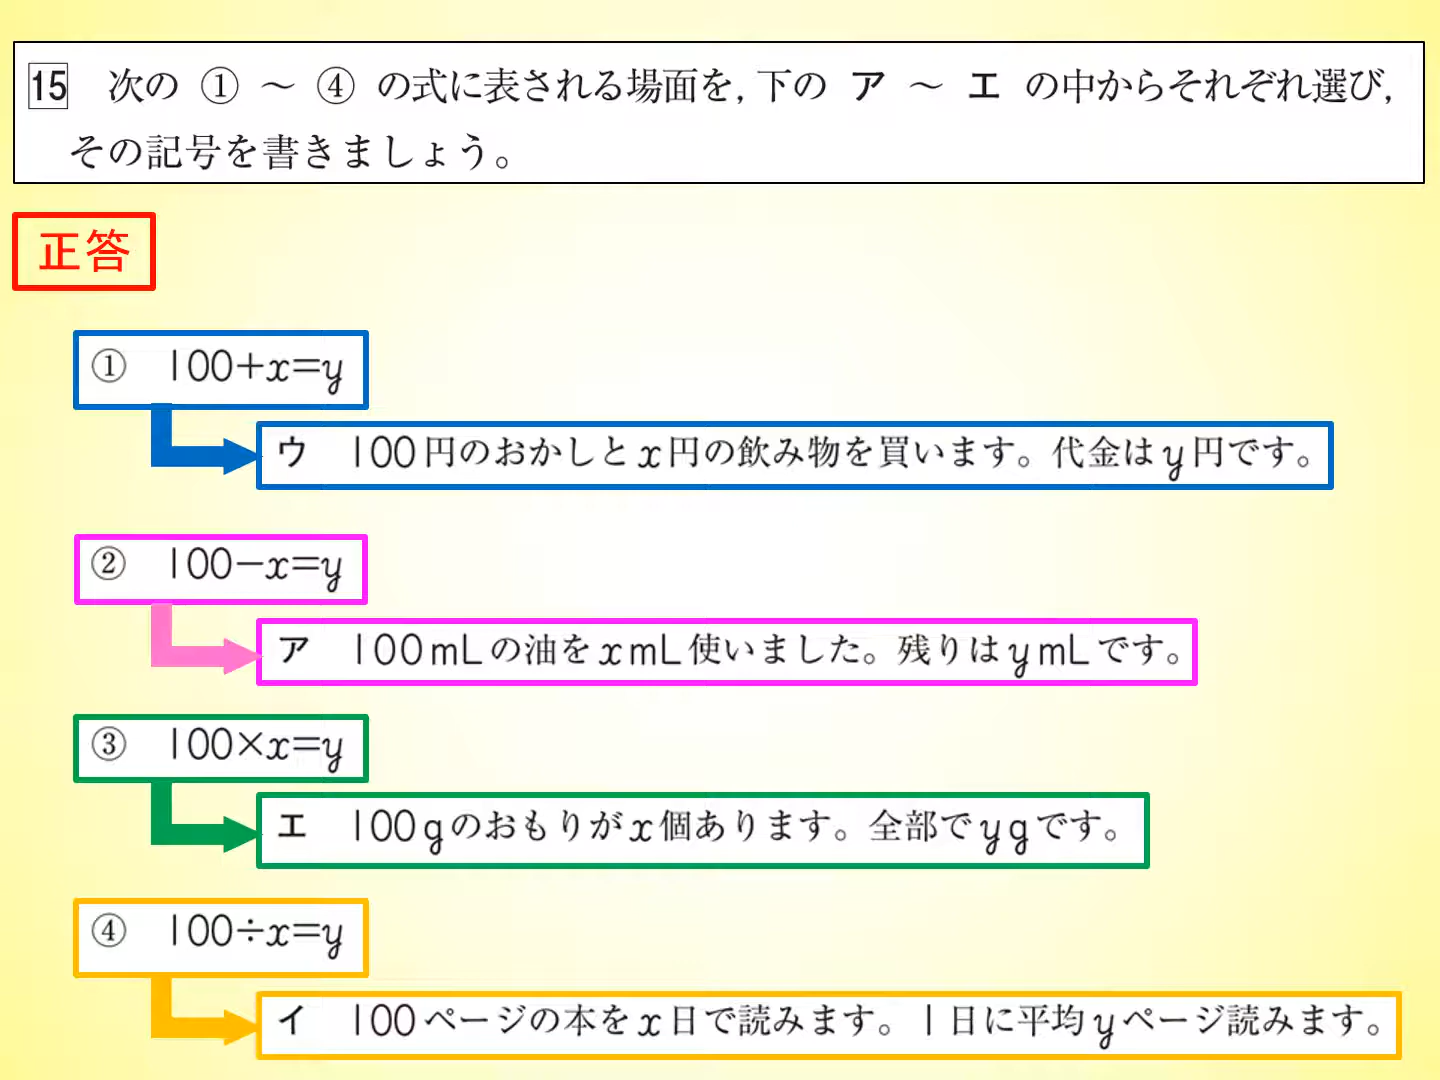 15 次の ① ～ ④ の式に表される場面を, 下の ア ～ エ の中からそれぞれ選び,
その記号を書きましょう。
正答
① 100+x=y
ウ 100円のおかしとx円の飲み物を買います。代金はy円です。
② 100−x=y
ア 100mLの油をxmL使いました。残りはymLです。
③ 100×x=y
エ 100gのおもりがx個あります。全部でygです。
④ 100÷x=y
イ 100ページの本をx日で読みます。1日に平均yページ読みます。